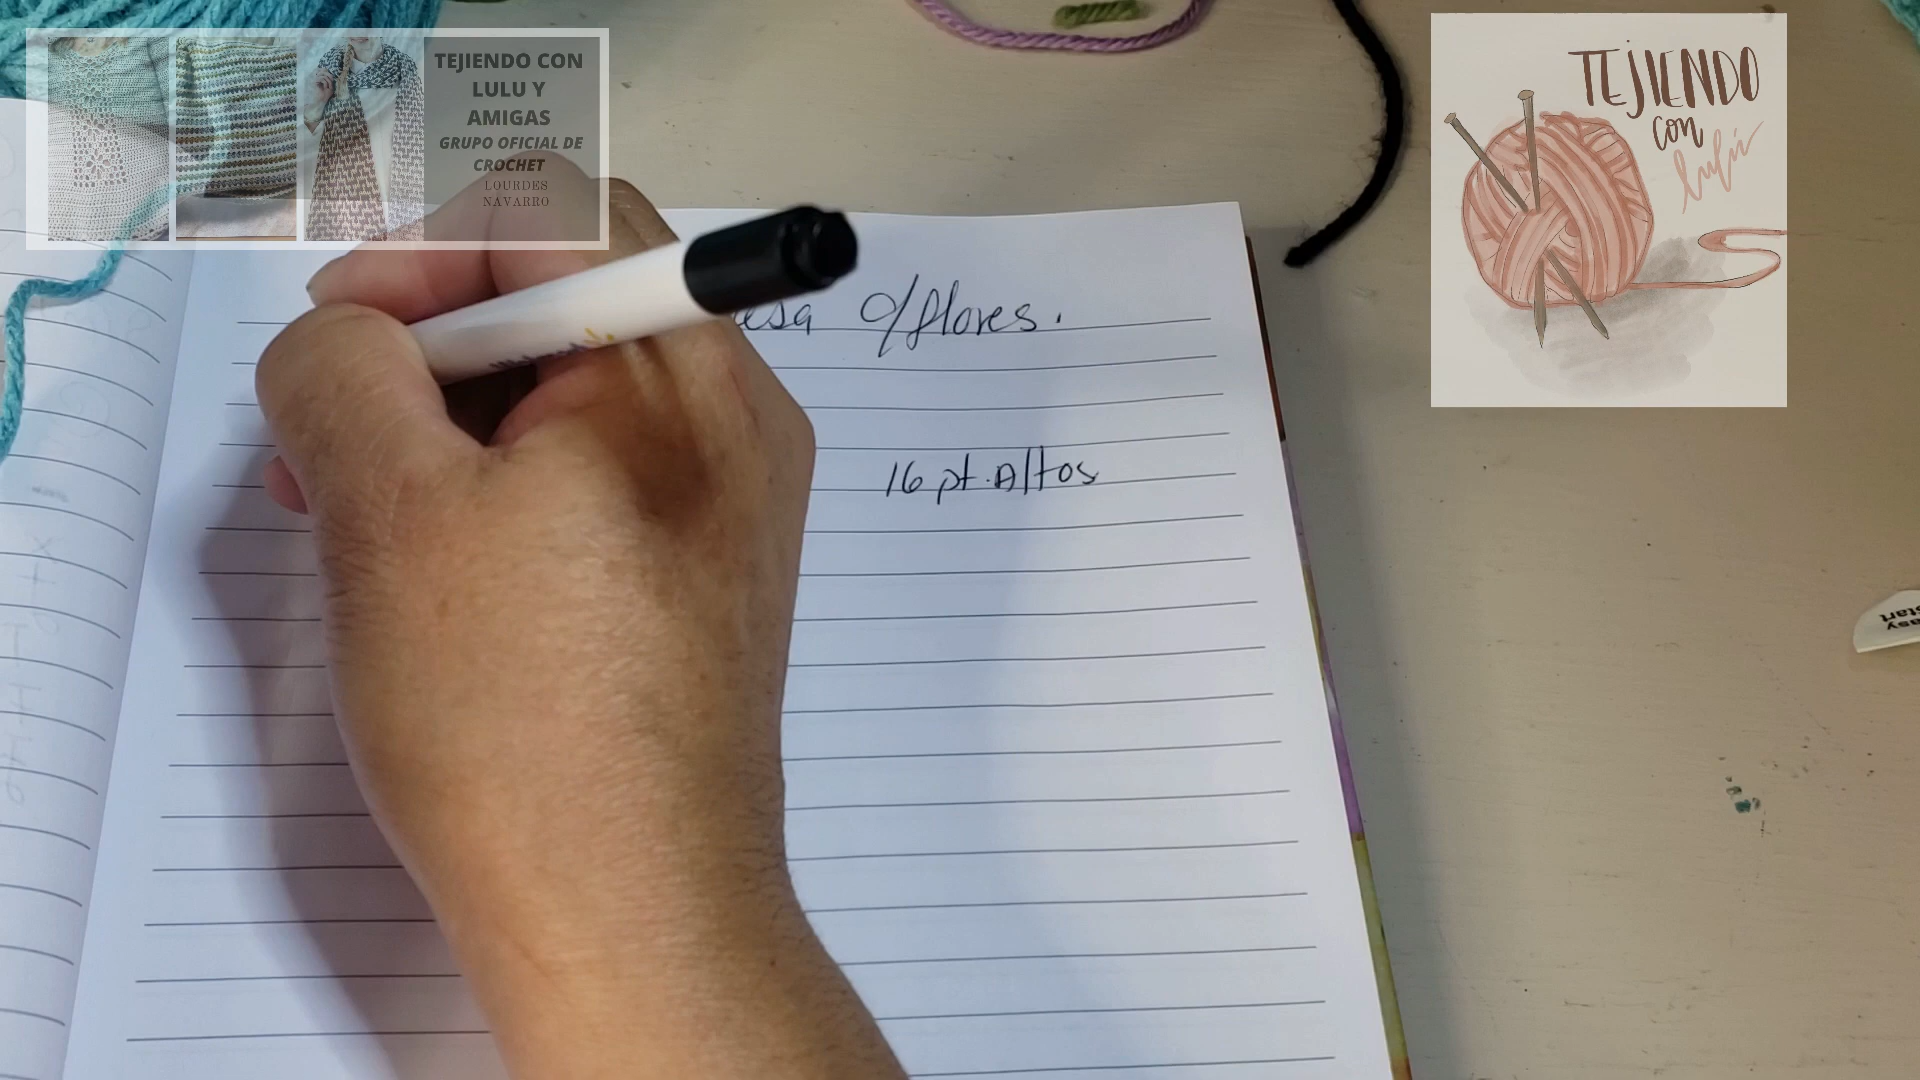 TEJIENDO CON
LULU Y
AMIGAS
GRUPO OFICIAL DE
CROCHET
LOURDES
NAVARRO
TEJIENDO
con
lulú
c/flores.
16 pt. Altos